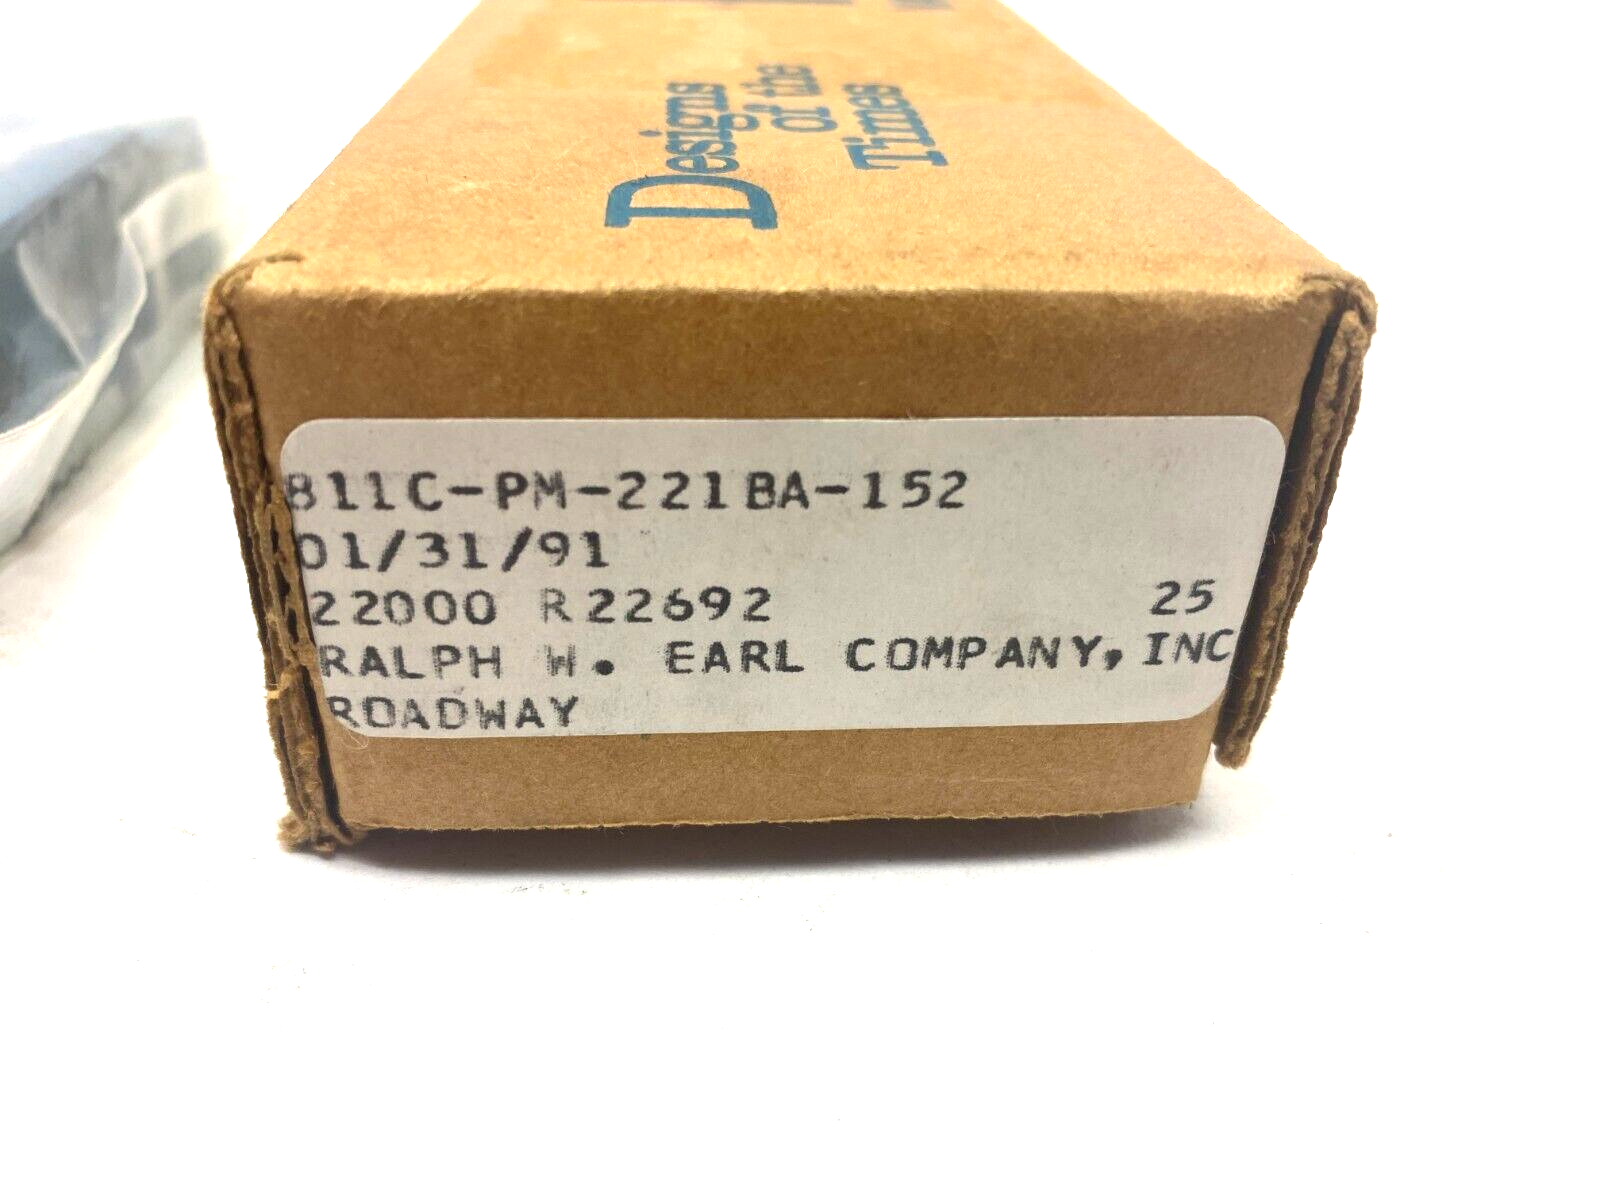 Designs
of the
Times
811C-PM-221BA-152
01/31/91
22000 R22692 25
RALPH W. EARL COMPANY, INC
ROADWAY